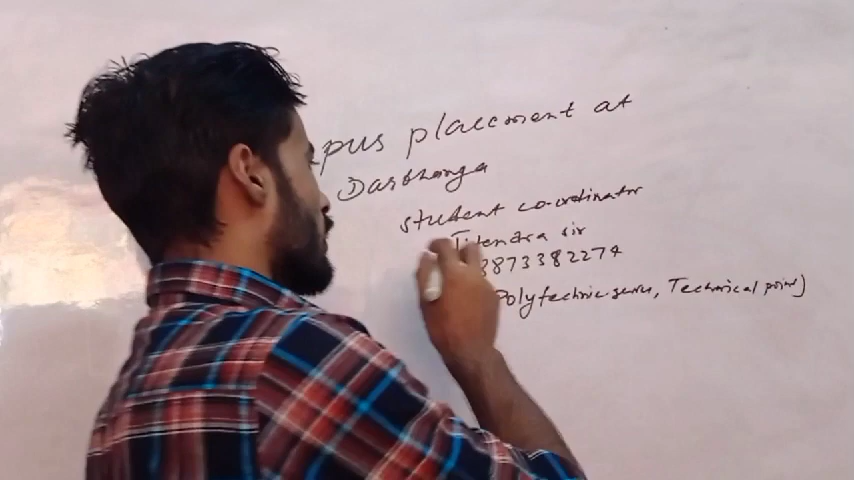 pus placement at
Darbhanga
student co-ordinator
Jitendra sir
3873382274
Polytechnic guru, Technical point)